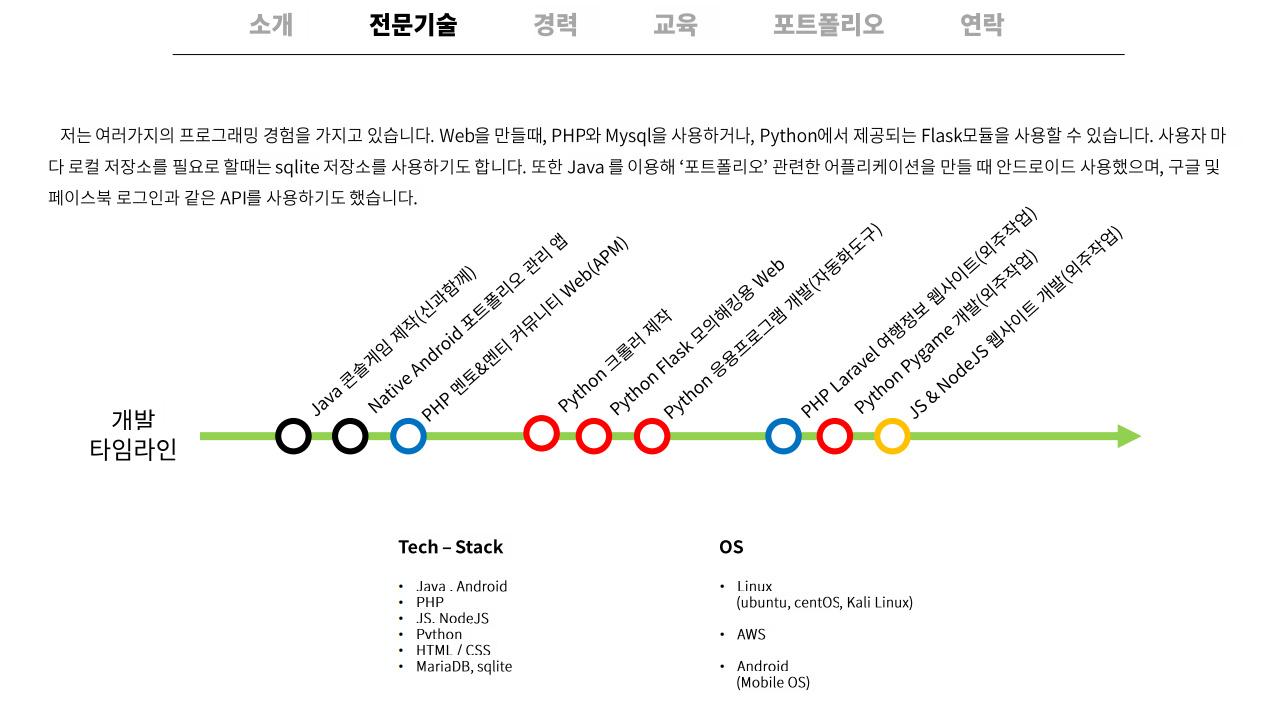 소개 전문기술 경력 교육 포트폴리오 연락
저는 여러가지의 프로그래밍 경험을 가지고 있습니다. Web을 만들때, PHP와 Mysql을 사용하거나, Python에서 제공되는 Flask모듈을 사용할 수 있습니다. 사용자 마
다 로컬 저장소를 필요로 할때는 sqlite 저장소를 사용하기도 합니다. 또한 Java 를 이용해 ‘포트폴리오’ 관련한 어플리케이션을 만들 때 안드로이드 사용했으며, 구글 및
페이스북 로그인과 같은 API를 사용하기도 했습니다.
Java 콘솔게임 제작(신과함께)
Native Android 포트폴리오 관리 앱
PHP 멘토&멘티 커뮤니티 Web(APM)
Python 크롤러 제작
Python Flask 모의해킹용 Web
Python 응용프로그램 개발(자동화도구)
PHP Laravel 여행정보 웹사이트(외주작업)
Python Pygame 개발(외주작업)
JS & NodeJS 웹사이트 개발(외주작업)
개발
타임라인
Tech – Stack
• Java , Android
• PHP
• JS, NodeJS
• Python
• HTML / CSS
• MariaDB, sqlite
OS
• Linux
(ubuntu, centOS, Kali Linux)
• AWS
• Android
(Mobile OS)